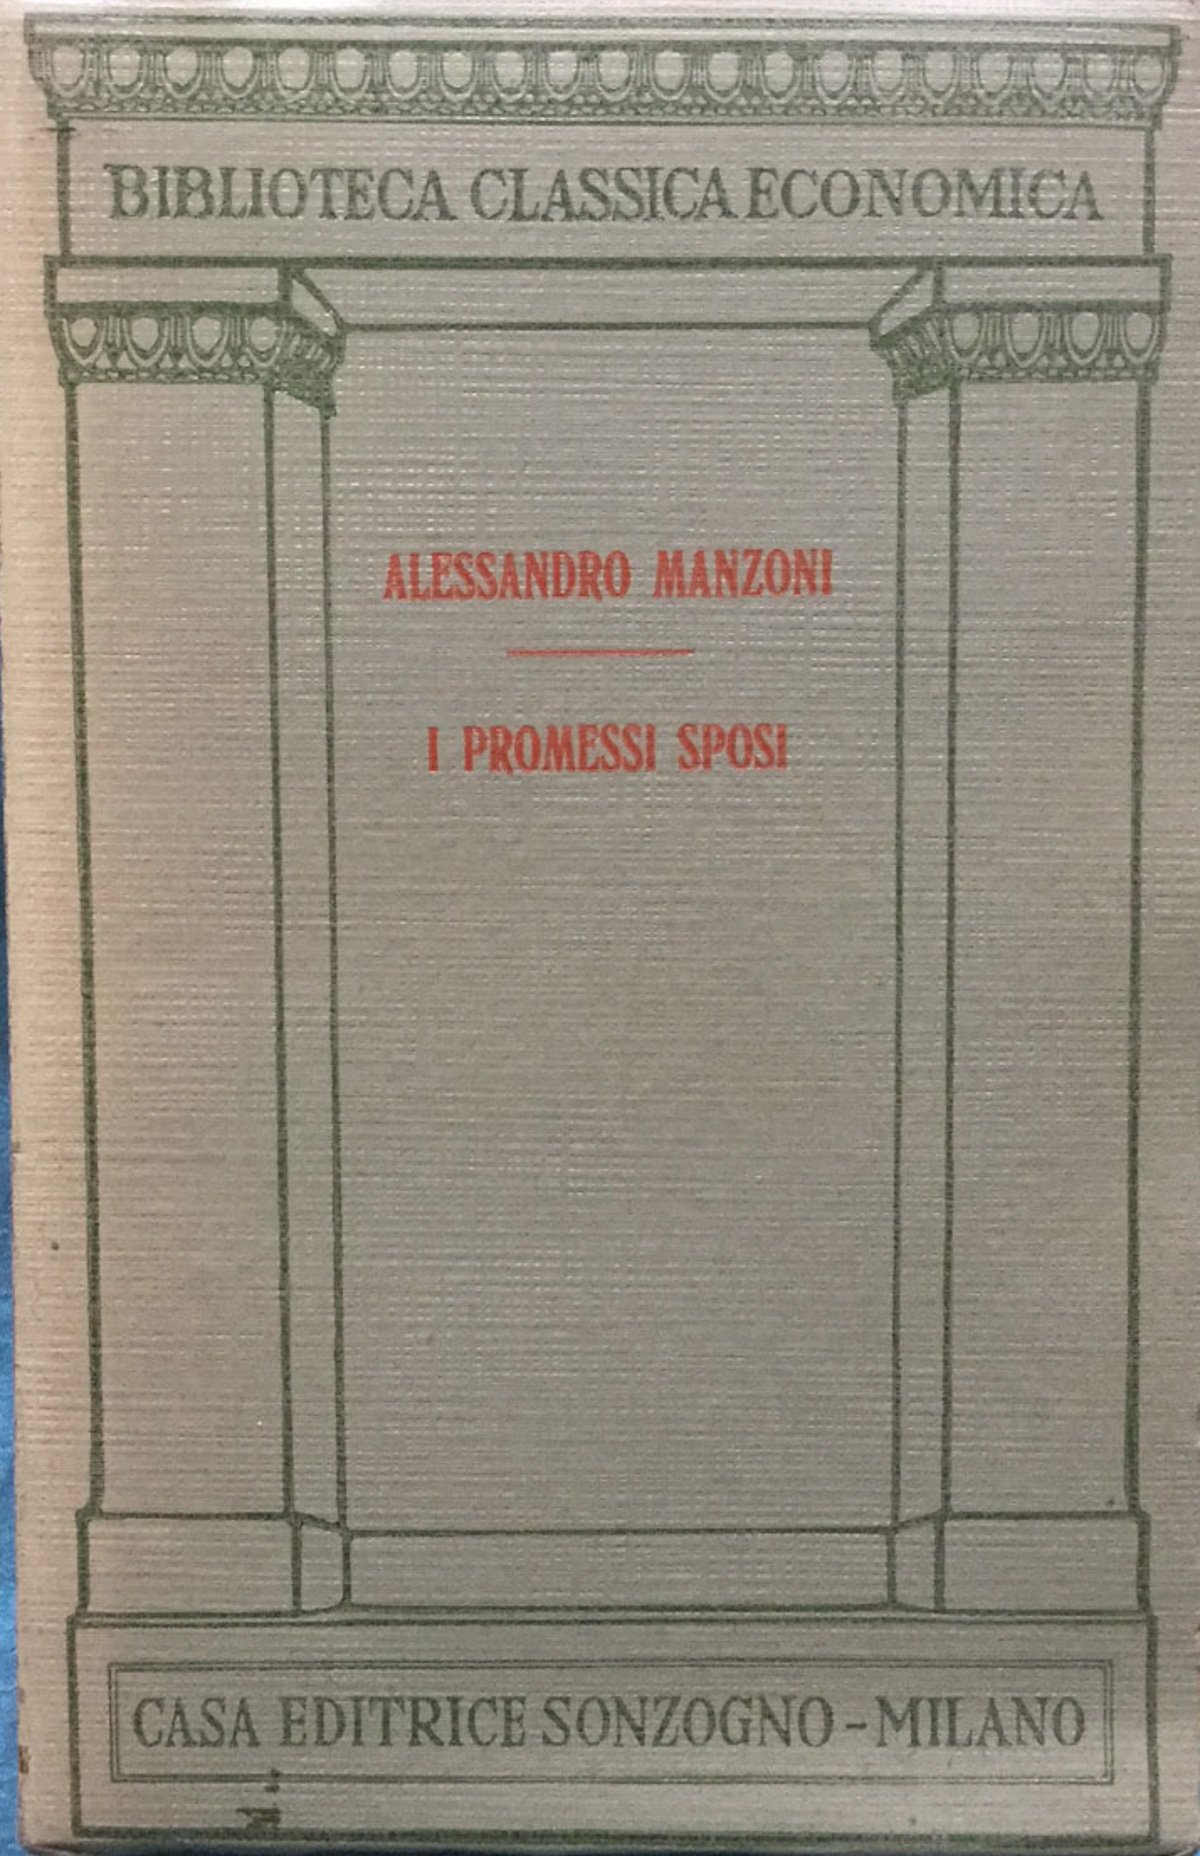 BIBLIOTECA CLASSICA ECONOMICA
ALESSANDRO MANZONI
I PROMESSI SPOSI
CASA EDITRICE SONZOGNO - MILANO